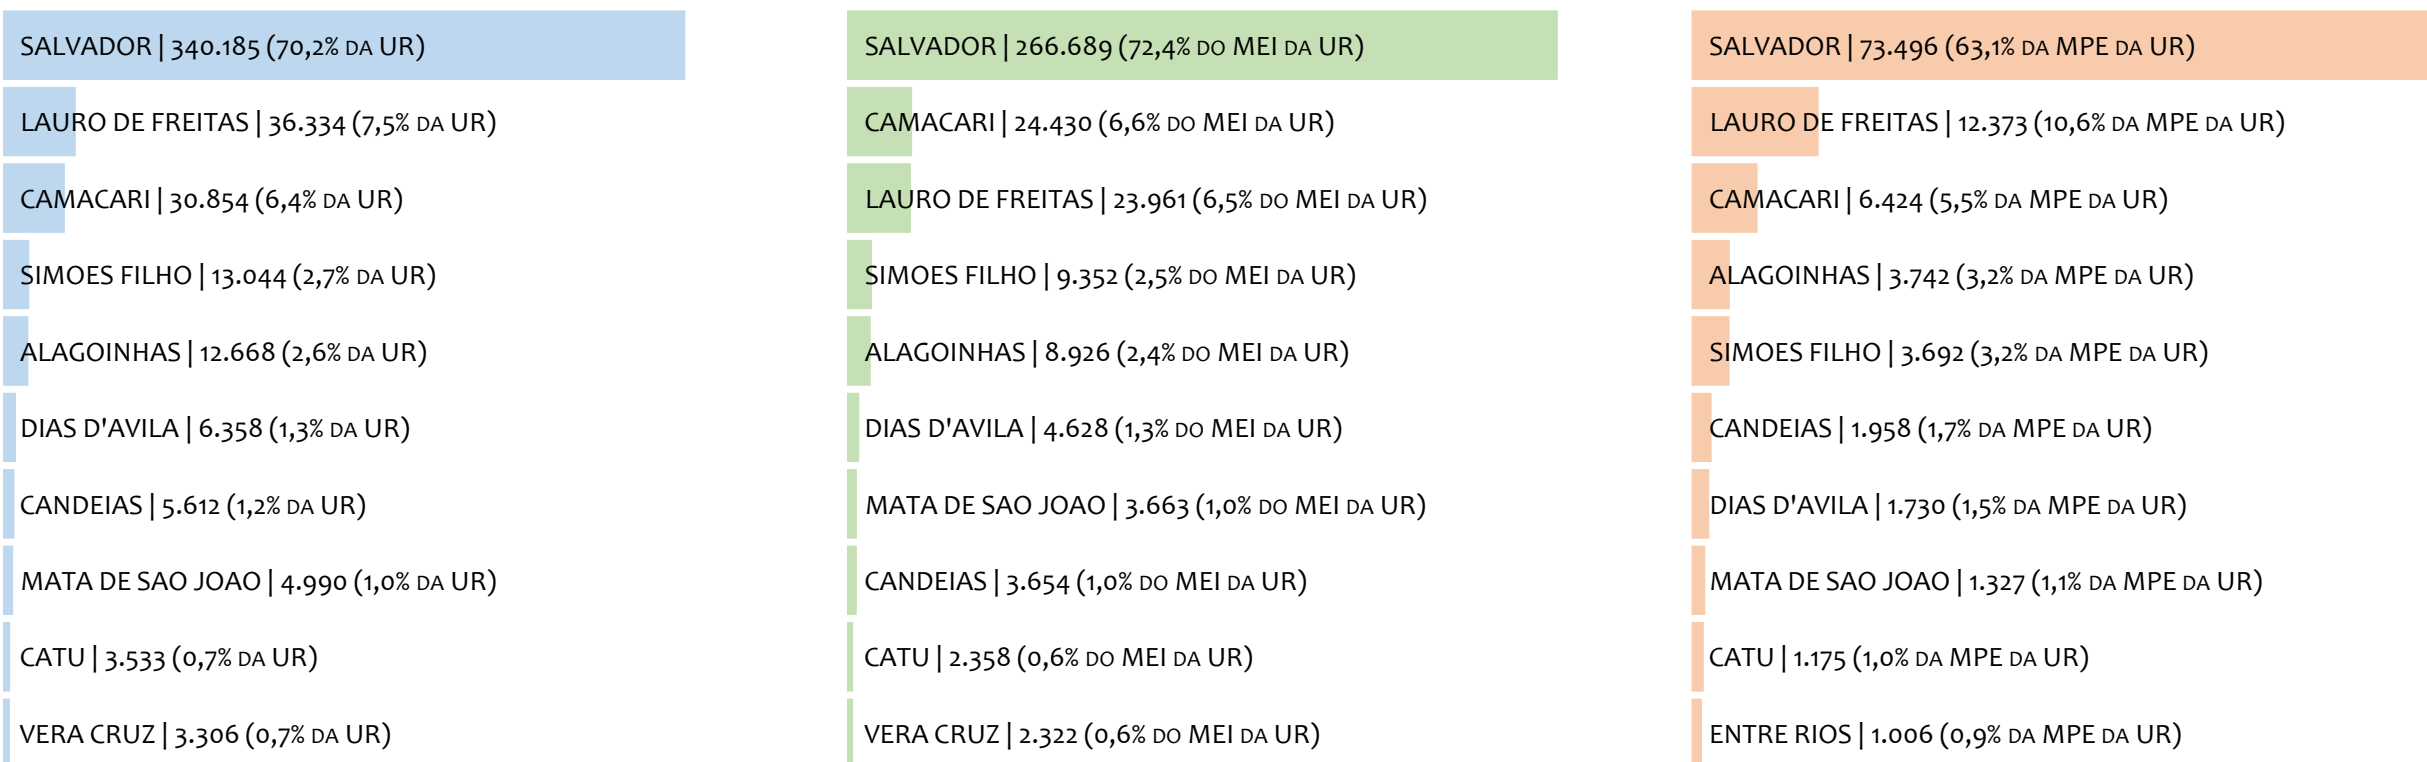 SALVADOR | 340.185 (70,2% DA UR)
LAURO DE FREITAS | 36.334 (7,5% DA UR)
CAMACARI | 30.854 (6,4% DA UR)
SIMOES FILHO | 13.044 (2,7% DA UR)
ALAGOINHAS | 12.668 (2,6% DA UR)
DIAS D'AVILA | 6.358 (1,3% DA UR)
CANDEIAS | 5.612 (1,2% DA UR)
MATA DE SAO JOAO | 4.990 (1,0% DA UR)
CATU | 3.533 (0,7% DA UR)
VERA CRUZ | 3.306 (0,7% DA UR)
SALVADOR | 266.689 (72,4% DO MEI DA UR)
CAMACARI | 24.430 (6,6% DO MEI DA UR)
LAURO DE FREITAS | 23.961 (6,5% DO MEI DA UR)
SIMOES FILHO | 9.352 (2,5% DO MEI DA UR)
ALAGOINHAS | 8.926 (2,4% DO MEI DA UR)
DIAS D'AVILA | 4.628 (1,3% DO MEI DA UR)
MATA DE SAO JOAO | 3.663 (1,0% DO MEI DA UR)
CANDEIAS | 3.654 (1,0% DO MEI DA UR)
CATU | 2.358 (0,6% DO MEI DA UR)
VERA CRUZ | 2.322 (0,6% DO MEI DA UR)
SALVADOR | 73.496 (63,1% DA MPE DA UR)
LAURO DE FREITAS | 12.373 (10,6% DA MPE DA UR)
CAMACARI | 6.424 (5,5% DA MPE DA UR)
ALAGOINHAS | 3.742 (3,2% DA MPE DA UR)
SIMOES FILHO | 3.692 (3,2% DA MPE DA UR)
CANDEIAS | 1.958 (1,7% DA MPE DA UR)
DIAS D'AVILA | 1.730 (1,5% DA MPE DA UR)
MATA DE SAO JOAO | 1.327 (1,1% DA MPE DA UR)
CATU | 1.175 (1,0% DA MPE DA UR)
ENTRE RIOS | 1.006 (0,9% DA MPE DA UR)